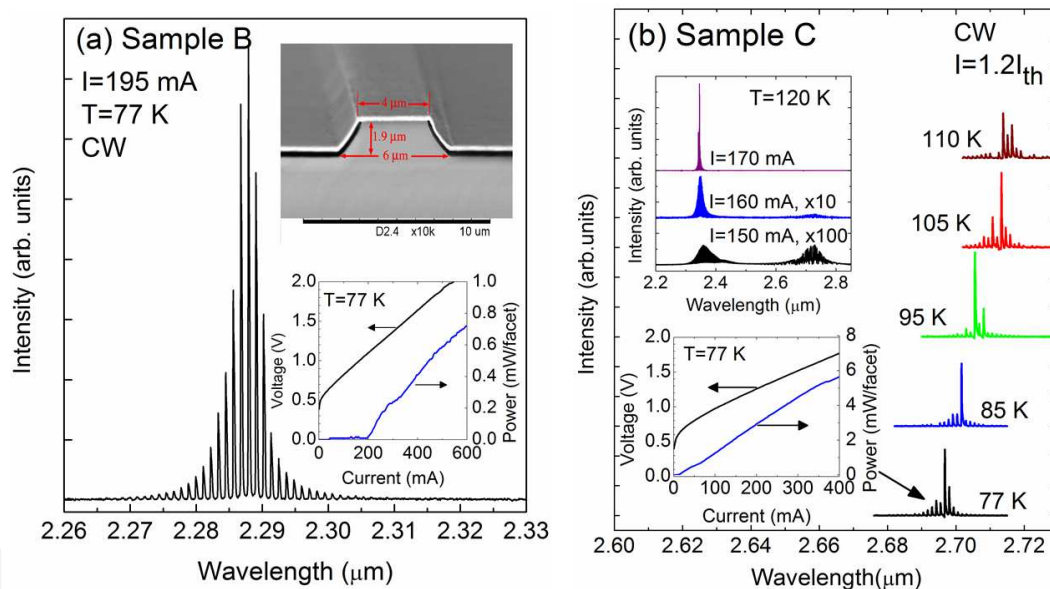 (a) Sample B
I=195 mA
T=77 K
CW
4 µm
1.9 µm
6 µm
D2.4 x10k 10 um
T=77 K
2.0
1.5
1.0
0.5
0.0
Voltage (V)
1.0
0.8
0.6
0.4
0.2
0.0
Power (mW/facet)
0 200 400 600
Current (mA)
Intensity (arb. units)
2.26 2.27 2.28 2.29 2.30 2.31 2.32 2.33
Wavelength (µm)
(b) Sample C
CW
I=1.2Ith
T=120 K
I=170 mA
I=160 mA, x10
I=150 mA, x100
Intensity (arb. units)
2.2 2.4 2.6 2.8
Wavelength (µm)
110 K
105 K
95 K
85 K
77 K
T=77 K
2.0
1.5
1.0
0.5
0.0
Voltage (V)
8
6
4
2
0
Power (mW/facet)
0 100 200 300 400
Current (mA)
Intensity (arb.units)
2.60 2.62 2.64 2.66 2.68 2.70 2.72
Wavelength(µm)